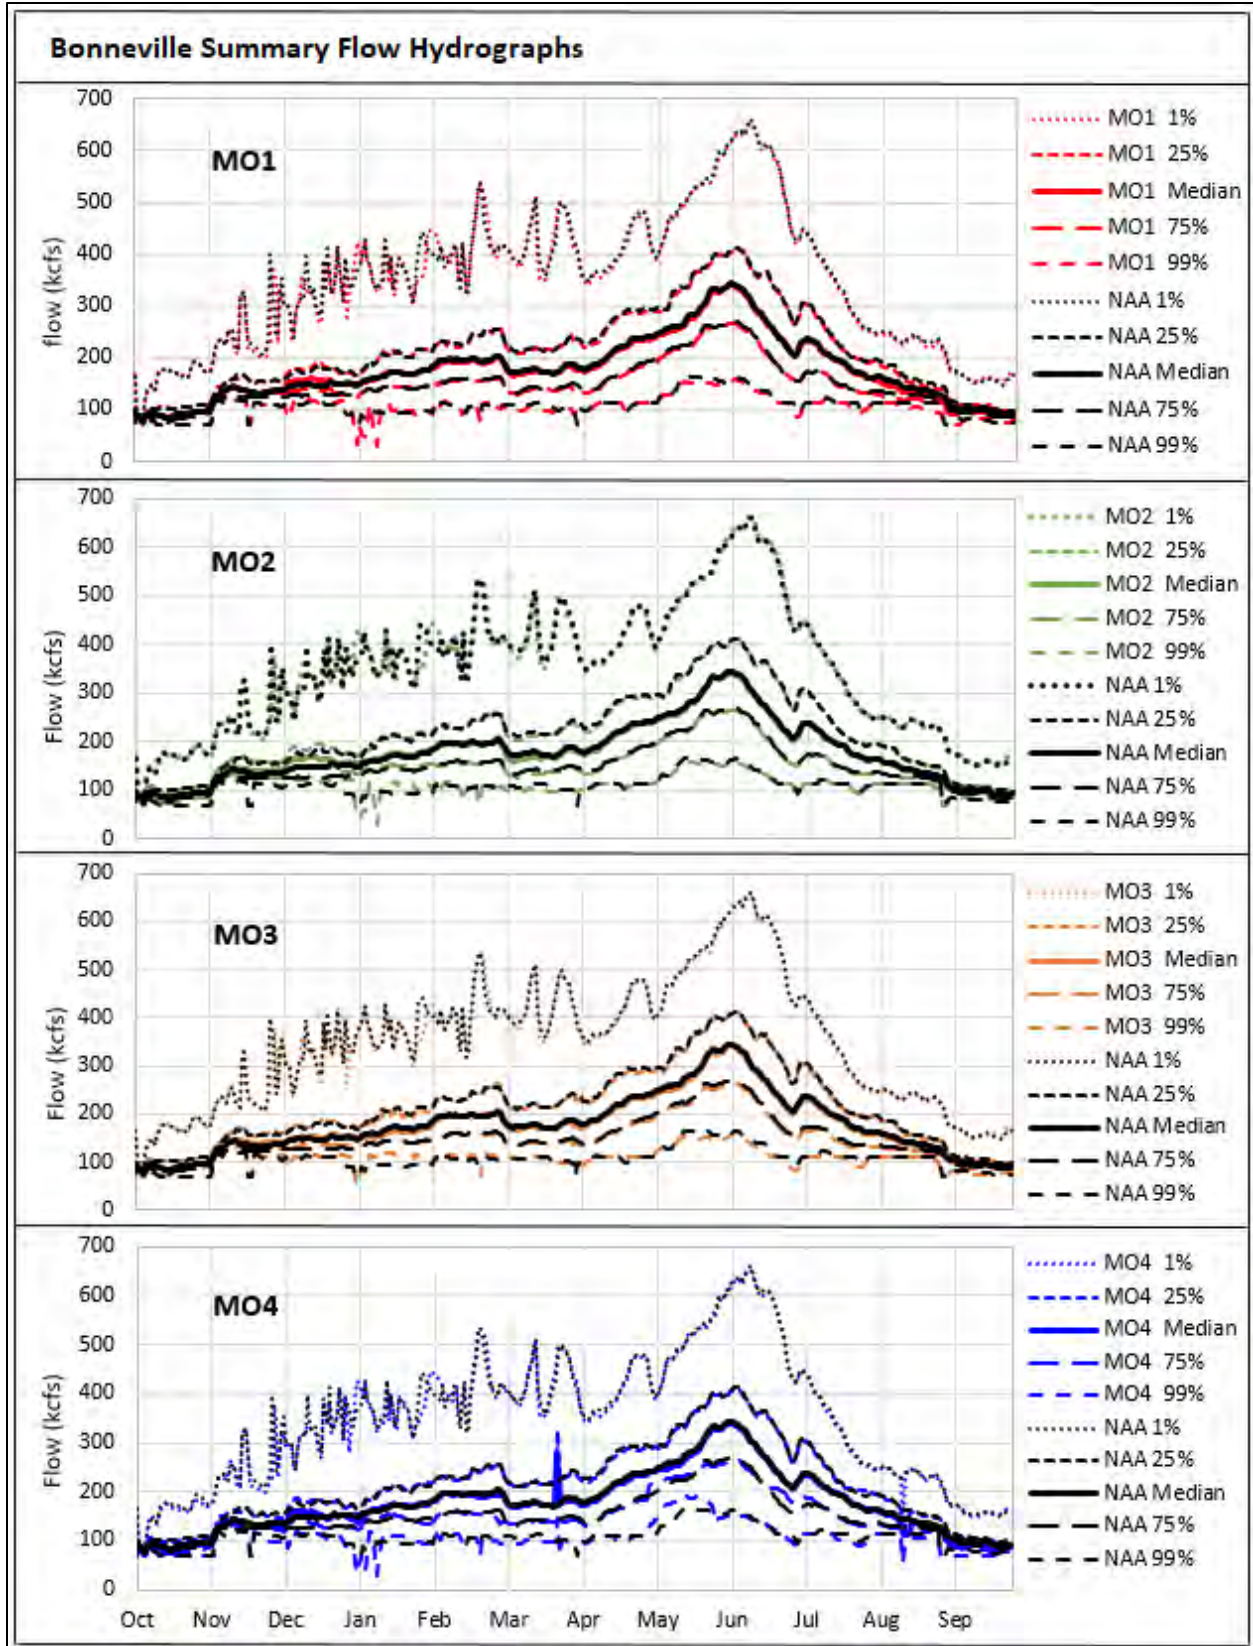 Bonneville Summary Flow Hydrographs
MO1
flow (kcfs)
700
600
500
400
300
200
100
0
MO1 1%
MO1 25%
MO1 Median
MO1 75%
MO1 99%
NAA 1%
NAA 25%
NAA Median
NAA 75%
NAA 99%
MO2
Flow (kcfs)
700
600
500
400
300
200
100
0
MO2 1%
MO2 25%
MO2 Median
MO2 75%
MO2 99%
NAA 1%
NAA 25%
NAA Median
NAA 75%
NAA 99%
MO3
Flow (kcfs)
700
600
500
400
300
200
100
0
MO3 1%
MO3 25%
MO3 Median
MO3 75%
MO3 99%
NAA 1%
NAA 25%
NAA Median
NAA 75%
NAA 99%
MO4
Flow (kcfs)
700
600
500
400
300
200
100
0
MO4 1%
MO4 25%
MO4 Median
MO4 75%
MO4 99%
NAA 1%
NAA 25%
NAA Median
NAA 75%
NAA 99%
Oct Nov Dec Jan Feb Mar Apr May Jun Jul Aug Sep